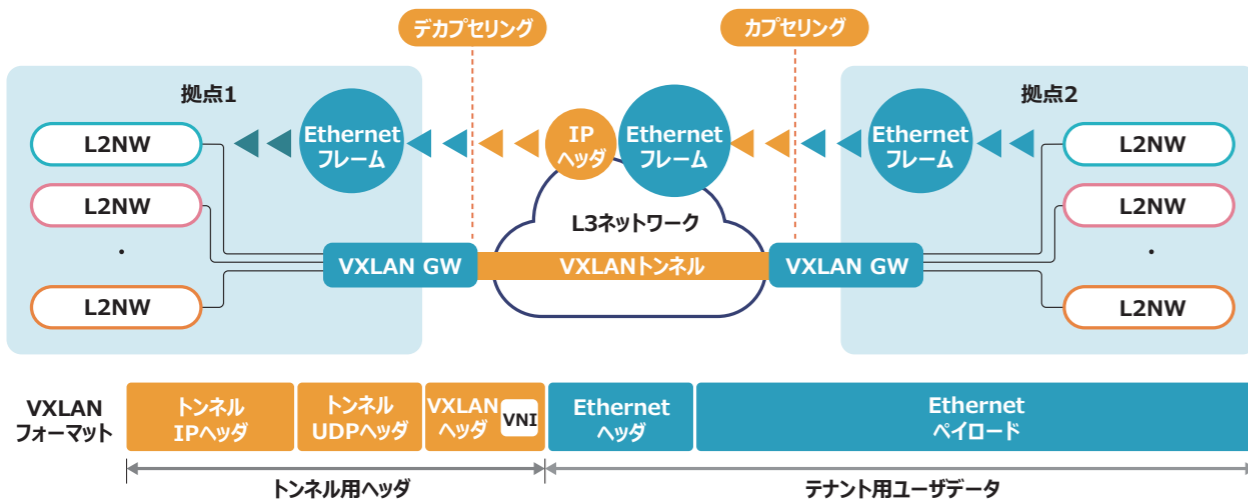 デカプセリング
カプセリング
拠点1
拠点2
L2NW
Ethernet
フレーム
IP
ヘッダ
Ethernet
フレーム
Ethernet
フレーム
L2NW
L2NW
L3ネットワーク
L2NW
・
VXLAN GW
VXLANトンネル
VXLAN GW
・
L2NW
L2NW
VXLAN
フォーマット
トンネル
IPヘッダ
トンネル
UDPヘッダ
VXLAN
ヘッダ
VNI
Ethernet
ヘッダ
Ethernet
ペイロード
トンネル用ヘッダ
テナント用ユーザデータ